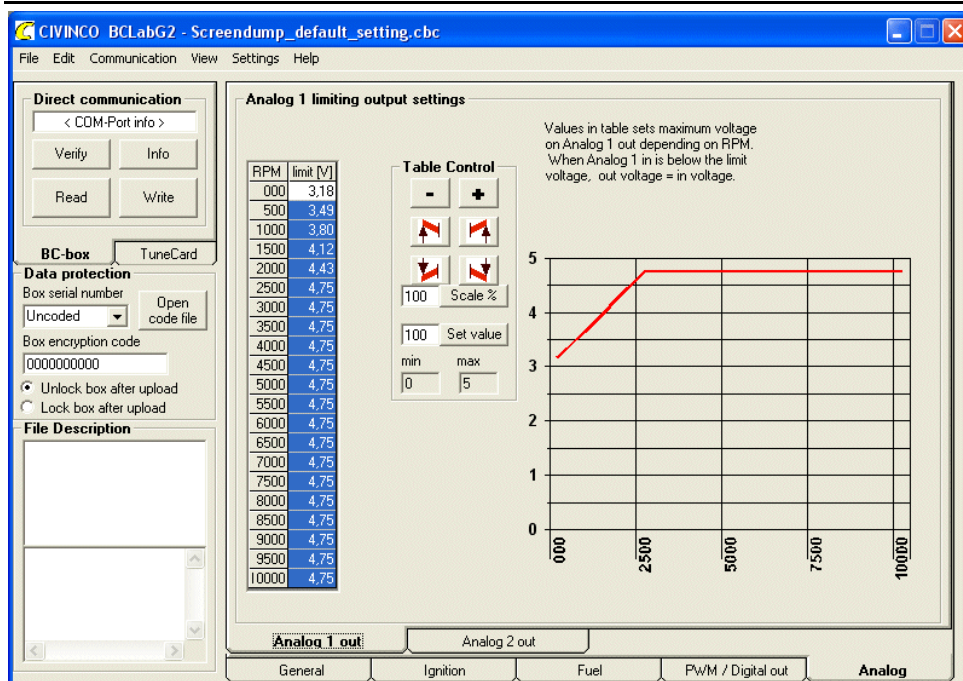 CIVINCO BCLabG2 - Screendump_default_setting.cbc
File Edit Communication View Settings Help
Direct communication
< COM-Port info >
Verify Info
Read Write
BC-box TuneCard
Data protection
Box serial number
Uncoded
Open
code file
Box encryption code
0000000000
Unlock box after upload
Lock box after upload
File Description
Analog 1 limiting output settings
RPM limit [V]
000 3,18
500 3,49
1000 3,80
1500 4,12
2000 4,43
2500 4,75
3000 4,75
3500 4,75
4000 4,75
4500 4,75
5000 4,75
5500 4,75
6000 4,75
6500 4,75
7000 4,75
7500 4,75
8000 4,75
8500 4,75
9000 4,75
9500 4,75
10000 4,75
Table Control
- +
100 Scale %
100 Set value
min max
0 5
Values in table sets maximum voltage
on Analog 1 out depending on RPM.
When Analog 1 in is below the limit
voltage, out voltage = in voltage.
5
4
3
2
1
0
000 2500 5000 7500 10000
Analog 1 out Analog 2 out
General Ignition Fuel PWM / Digital out Analog